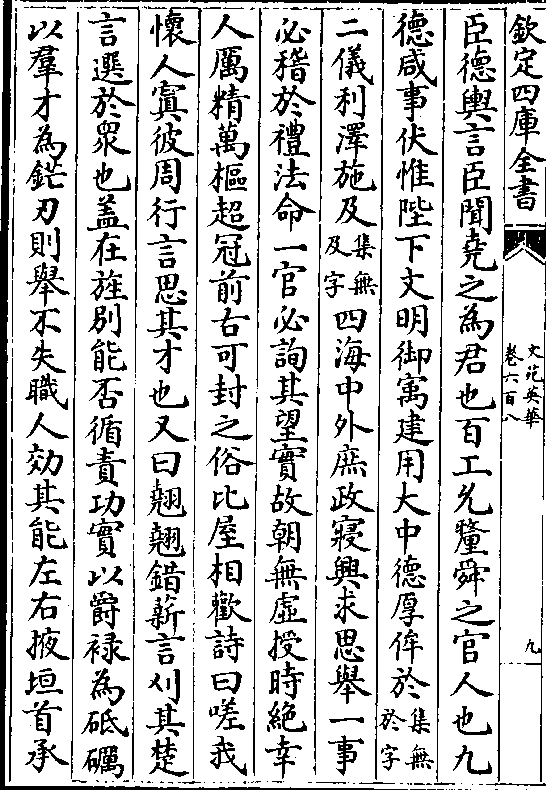 欽定四庫全書
文苑英華
卷六百八
九
臣德輿言臣聞堯之為君也百工允釐舜之官人也九
德咸事伏惟陛下文明御寓建用大中德厚侔於集無於字
二儀利澤施及集無及字四海中外庶政寢興求思舉一事
必稽於禮法命一官必詢其望實故朝無虛授時絶幸
人厲精萬樞超冠前古可封之俗比屋相歡詩曰嗟我
懷人寘彼周行言思其才也又曰翹翹錯薪言刈其楚
言選於衆也盖在旌別能否循責功實以爵禄為砥礪
以羣才為鋩刃則舉不失職人効其能左右掖垣首承